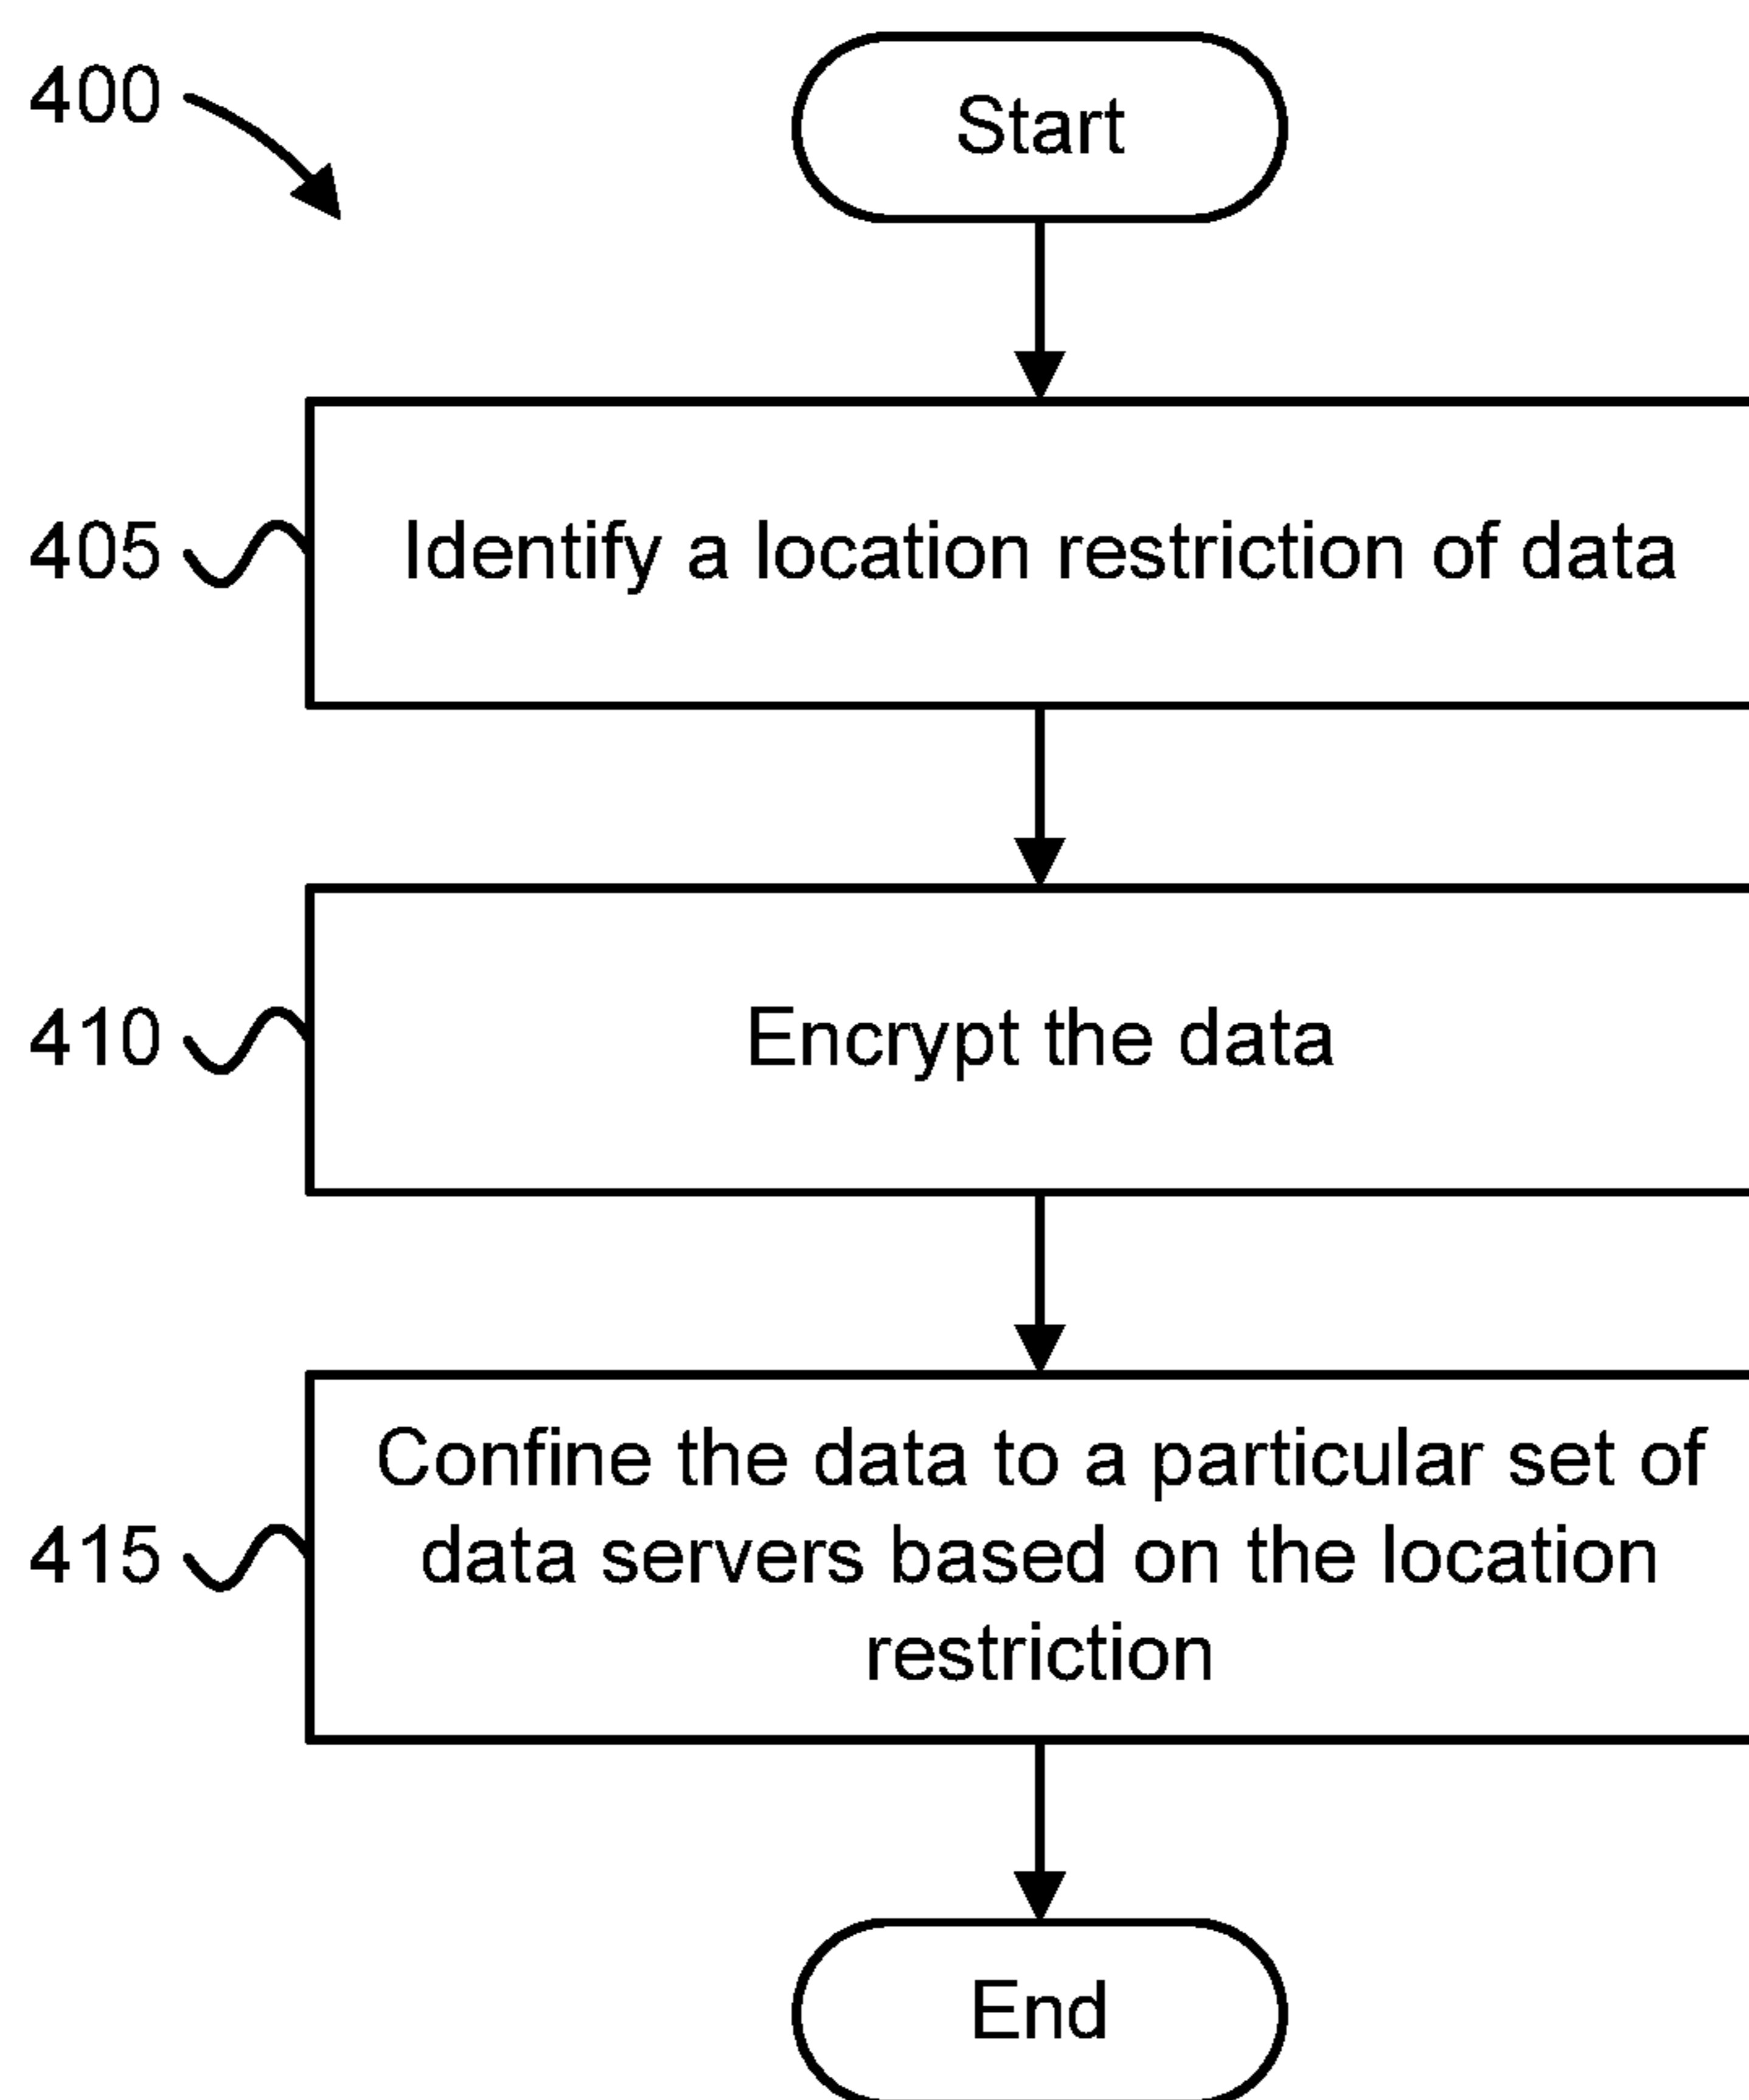 400
Start
405
Identify a location restriction of data
410
Encrypt the data
415
Confine the data to a particular set of
data servers based on the location
restriction
End